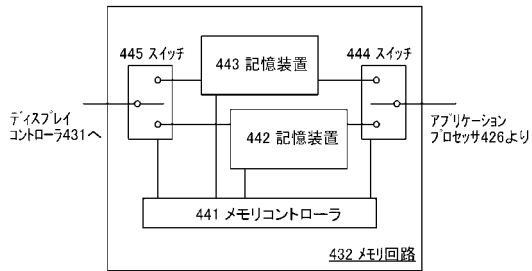 445 スイッチ
443 記憶装置
444 スイッチ
ディスプレイ
コントローラ431へ
442 記憶装置
アプリケーション
プロセッサ426より
441 メモリコントローラ
432 メモリ回路